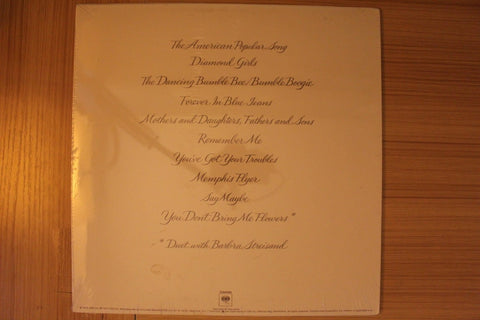 The American Popular Song
Diamond Girls
The Dancing Bumble Bee/Bumble Boogie
Forever In Blue Jeans
Mothers and Daughters, Fathers and Sons
Remember Me
You've Got Your Troubles
Memphis Flyer
Say Maybe
You Don't Bring Me Flowers*
*Duet with Barbra Streisand